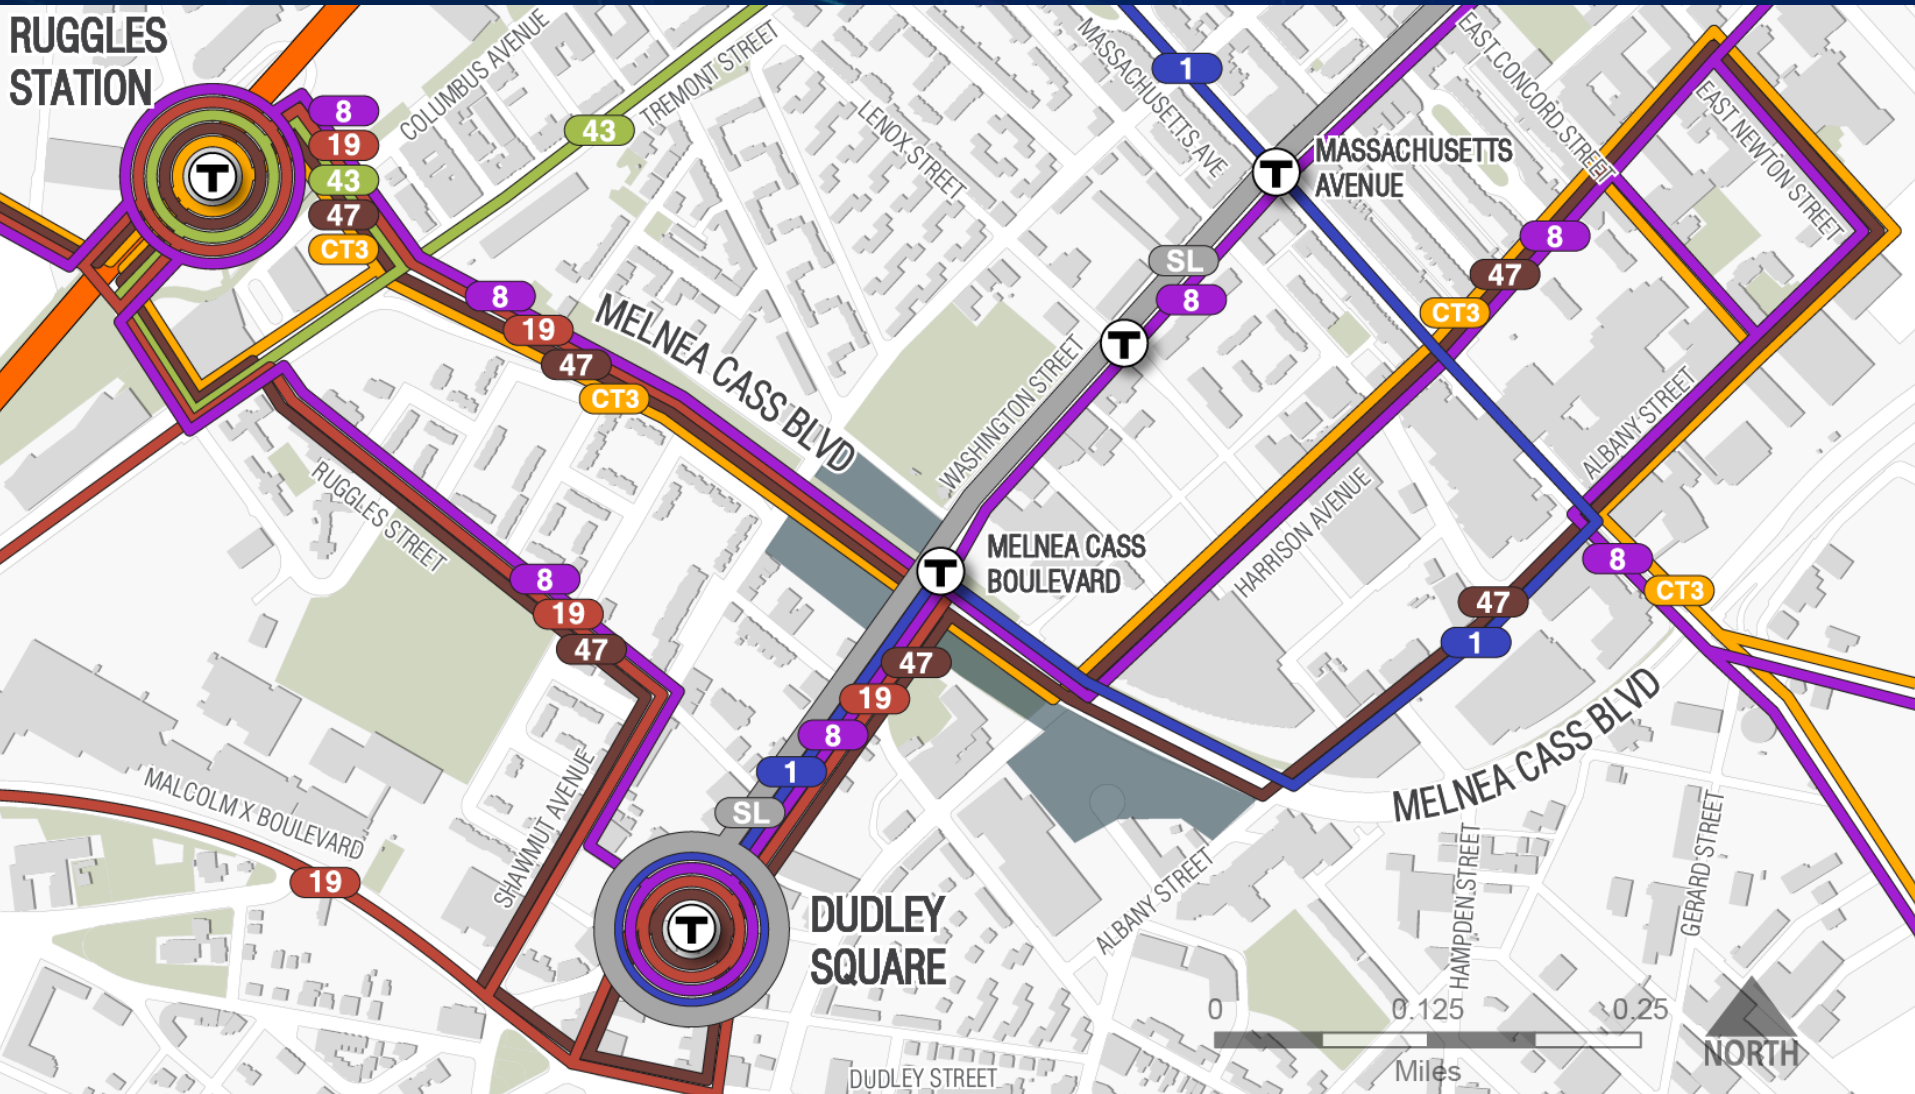 RUGGLES
STATION
COLUMBUS AVENUE
TREMONT STREET
8
19
43
47
CT3
43
LENOX STREET
MASSACHUSETTS AVE
1
T
T
MASSACHUSETTS
AVENUE
EAST CONCORD STREET
EAST NEWTON STREET
8
47
CT3
SL
8
T
8
19
47
CT3
MELNEA CASS BLVD
WASHINGTON STREET
RUGGLES STREET
T
MELNEA CASS
BOULEVARD
HARRISON AVENUE
ALBANY STREET
8
CT3
47
1
8
19
47
47
19
8
1
SL
MELNEA CASS BLVD
MALCOLM X BOULEVARD
SHAWMUT AVENUE
19
T
DUDLEY
SQUARE
ALBANY STREET
HAMPDEN STREET
GERARD STREET
DUDLEY STREET
0 0.125 0.25
Miles
NORTH